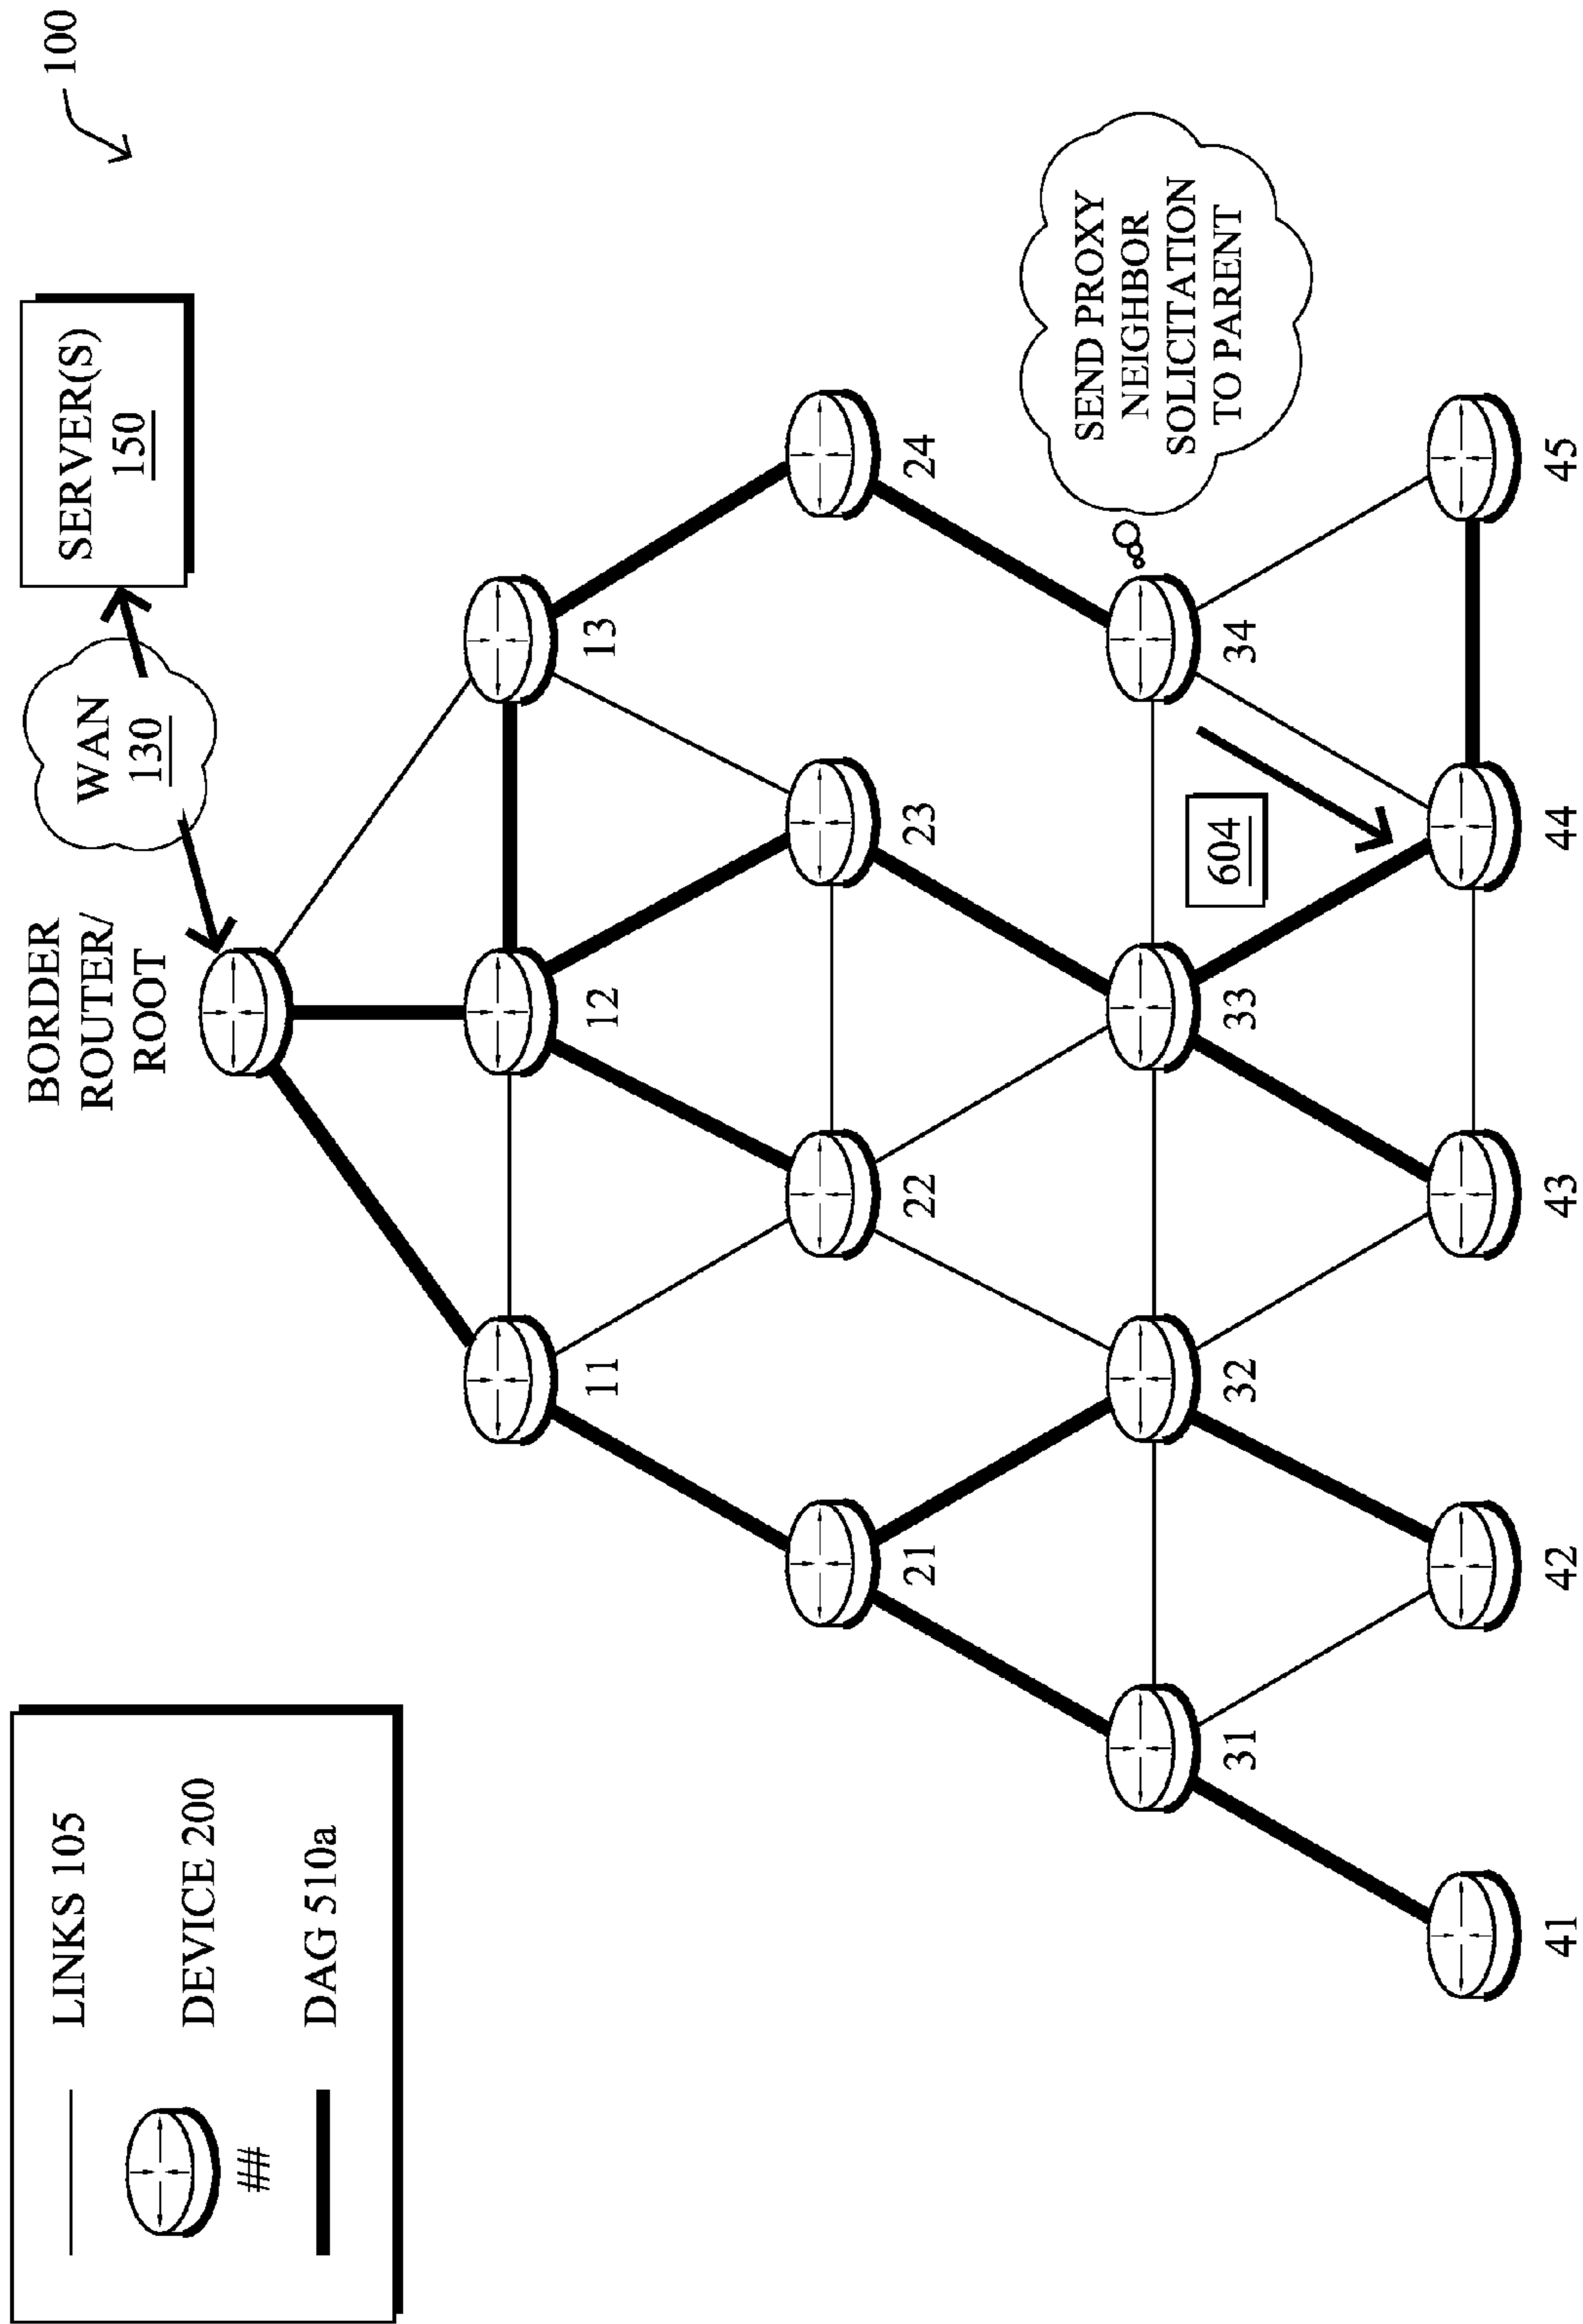 100
LINKS 105
DEVICE 200
##
DAG 510a
BORDER
ROUTER/
ROOT
WAN
130
SERVER(S)
150
11
12
13
21
22
23
24
31
32
33
34
SEND PROXY
NEIGHBOR
SOLICITATION
TO PARENT
604
41
42
43
44
45